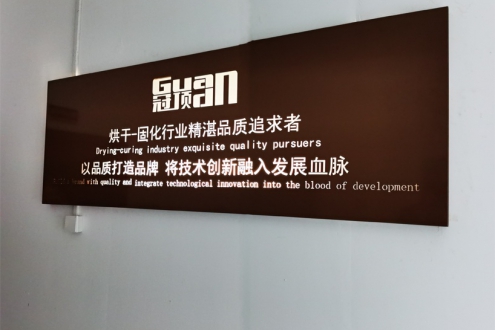 Guan
冠顶
烘干-固化行业精湛品质追求者
Drying-curing industry exquisite quality pursuers
以品质打造品牌 将技术创新融入发展血脉
brand with quality and integrate technological innovation into the blood of development